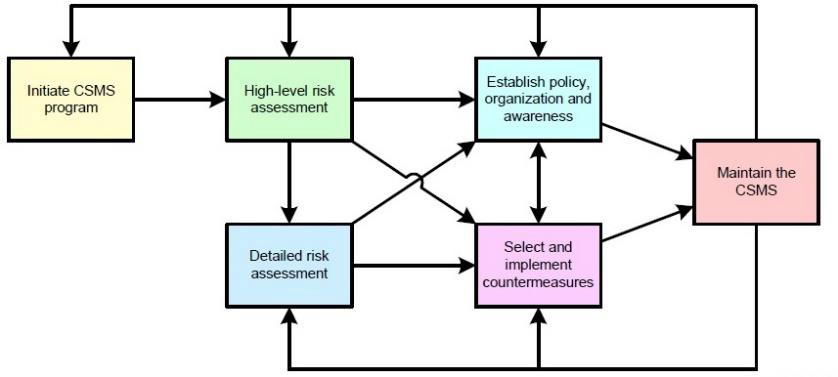 Initiate CSMS
program
High-level risk
assessment
Establish policy,
organization and
awareness
Maintain the
CSMS
Detailed risk
assessment
Select and
implement
countermeasures